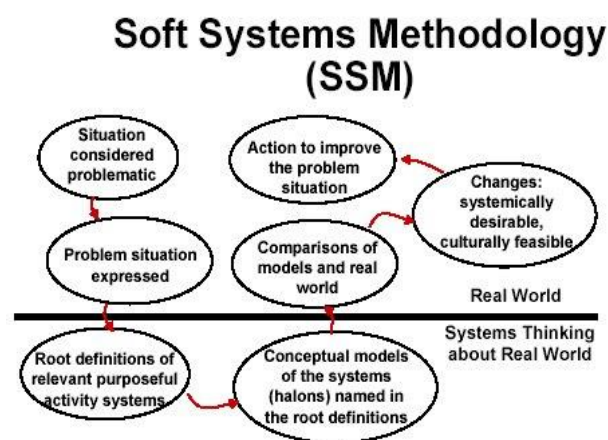 Soft Systems Methodology
(SSM)
Situation
considered
problematic
Problem situation
expressed
Root definitions of
relevant purposeful
activity systems
Conceptual models
of the systems
(halons) named in
the root definitions
Comparisons of
models and real
world
Changes:
systemically
desirable,
culturally feasible
Action to improve
the problem
situation
Real World
Systems Thinking
about Real World